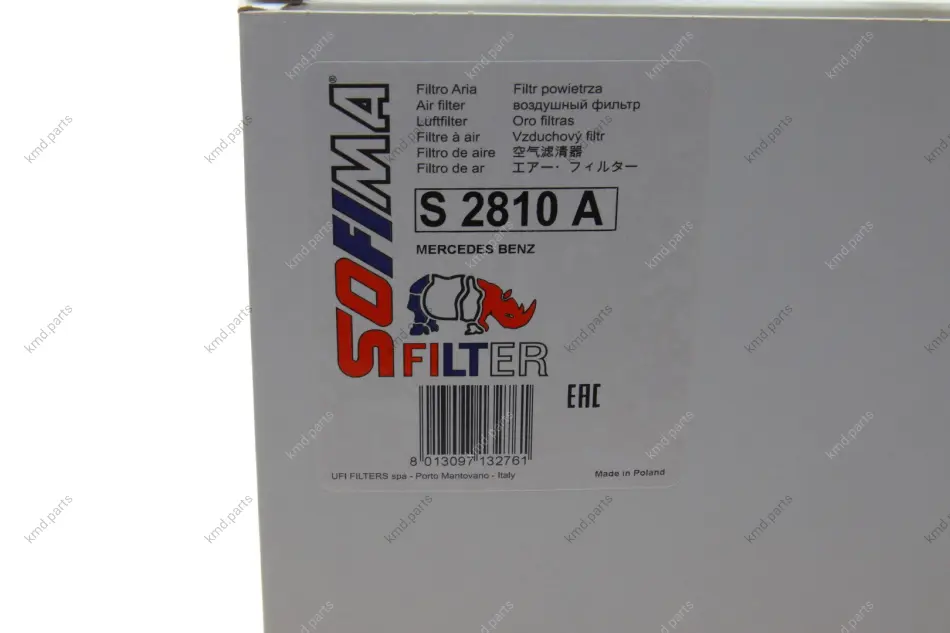 SOFIMA®
Filtro Aria
Air filter
Luftfilter
Filtre à air
Filtro de aire
Filtro de ar
Filtr powietrza
воздушный фильтр
Oro filtras
Vzduchový filtr
空气滤清器
エアー・フィルター
S 2810 A
MERCEDES BENZ
FILTER
EAC
8 013097 132761
UFI FILTERS spa - Porto Mantovano - Italy
Made in Poland
kmd.parts